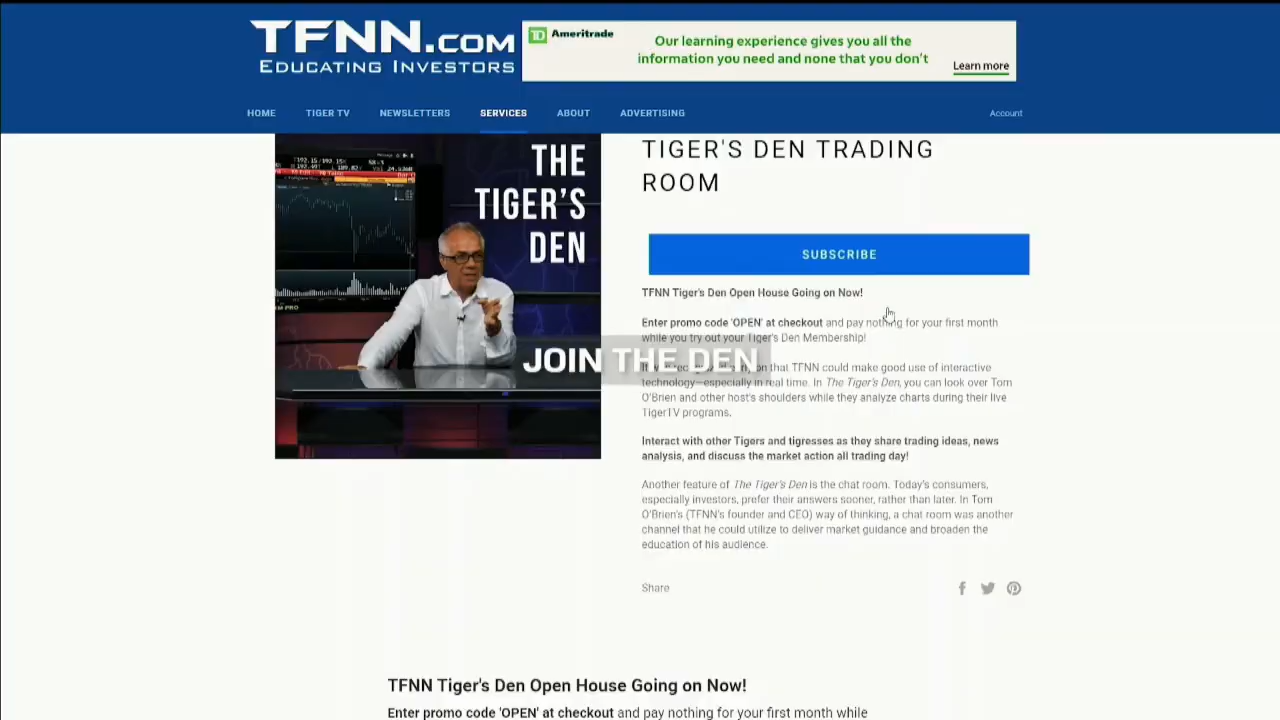 TFNN.COM
EDUCATING INVESTORS
TD Ameritrade
Our learning experience gives you all the
information you need and none that you don't
Learn more
HOME TIGER TV NEWSLETTERS SERVICES ABOUT ADVERTISING Account
THE
TIGER'S
DEN
TIGER'S DEN TRADING
ROOM
SUBSCRIBE
TFNN Tiger's Den Open House Going on Now!
Enter promo code 'OPEN' at checkout and pay nothing for your first month
while you try out your Tiger's Den Membership!
JOIN THE DEN
that TFNN could make good use of interactive
technology—especially in real time. In The Tiger's Den, you can look over Tom
O'Brien and other host's shoulders while they analyze charts during their live
TigerTV programs.
Interact with other Tigers and tigresses as they share trading ideas, news
analysis, and discuss the market action all trading day!
Another feature of The Tiger's Den is the chat room. Today's consumers,
especially investors, prefer their answers sooner, rather than later. In Tom
O'Brien's (TFNN's founder and CEO) way of thinking, a chat room was another
channel that he could utilize to deliver market guidance and broaden the
education of his audience.
Share
TFNN Tiger's Den Open House Going on Now!
Enter promo code 'OPEN' at checkout and pay nothing for your first month while